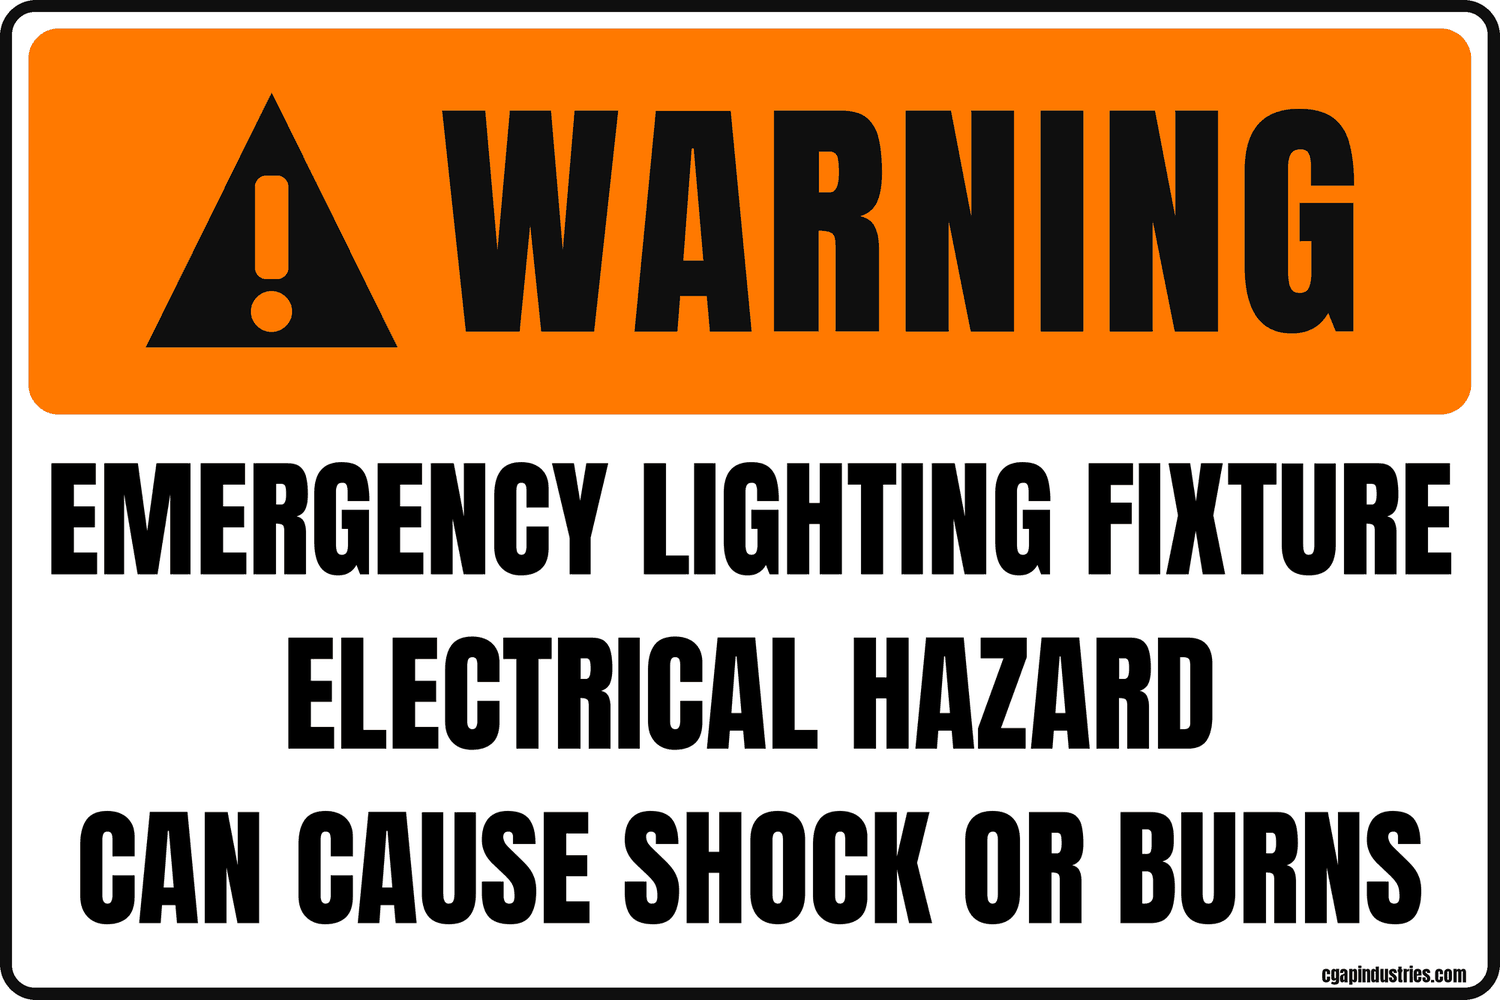 WARNING
EMERGENCY LIGHTING FIXTURE
ELECTRICAL HAZARD
CAN CAUSE SHOCK OR BURNS
cgapindustries.com